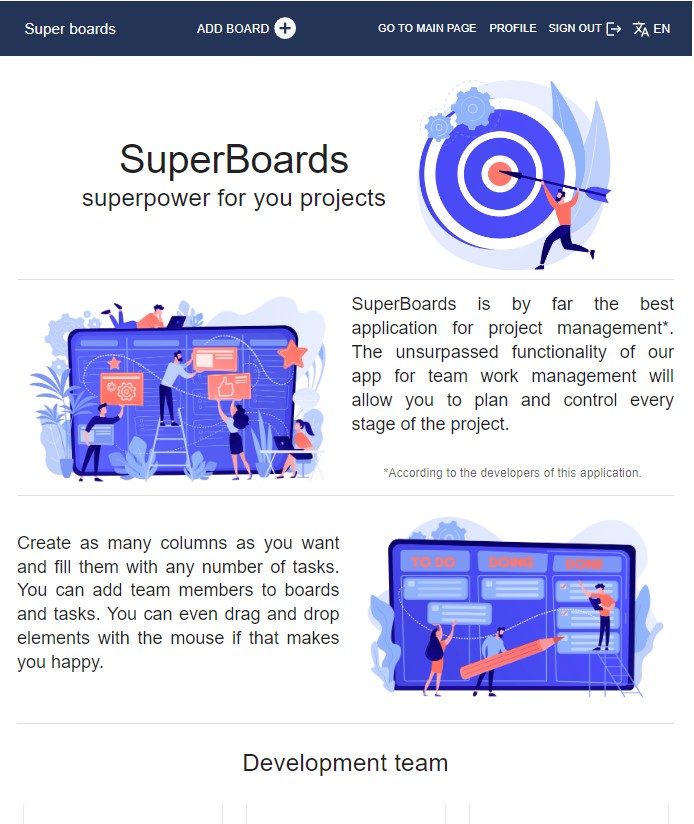 Super boards
ADD BOARD
GO TO MAIN PAGE
PROFILE
SIGN OUT
EN
SuperBoards
superpower for you projects
SuperBoards is by far the best
application for project management*.
The unsurpassed functionality of our
app for team work management will
allow you to plan and control every
stage of the project.
*According to the developers of this application.
Create as many columns as you want
and fill them with any number of tasks.
You can add team members to boards
and tasks. You can even drag and drop
elements with the mouse if that makes
you happy.
TO DO
DOING
DONE
Development team